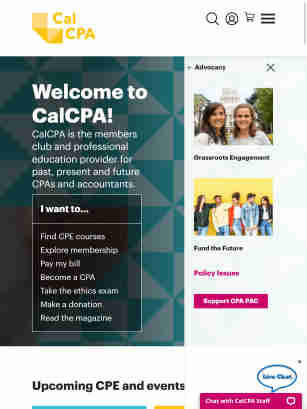 Cal
CPA
← Advocacy
Welcome to
CalCPA!
CalCPA is the members
club and professional
education provider for
past, present and future
CPAs and accountants.
I want to...
Find CPE courses
Explore membership
Pay my bill
Become a CPA
Take the ethics exam
Make a donation
Read the magazine
Grassroots Engagement
Fund the Future
Policy Issues
Support CPA PAC
Upcoming CPE and events
Live Chat
Chat with CalCPA Staff